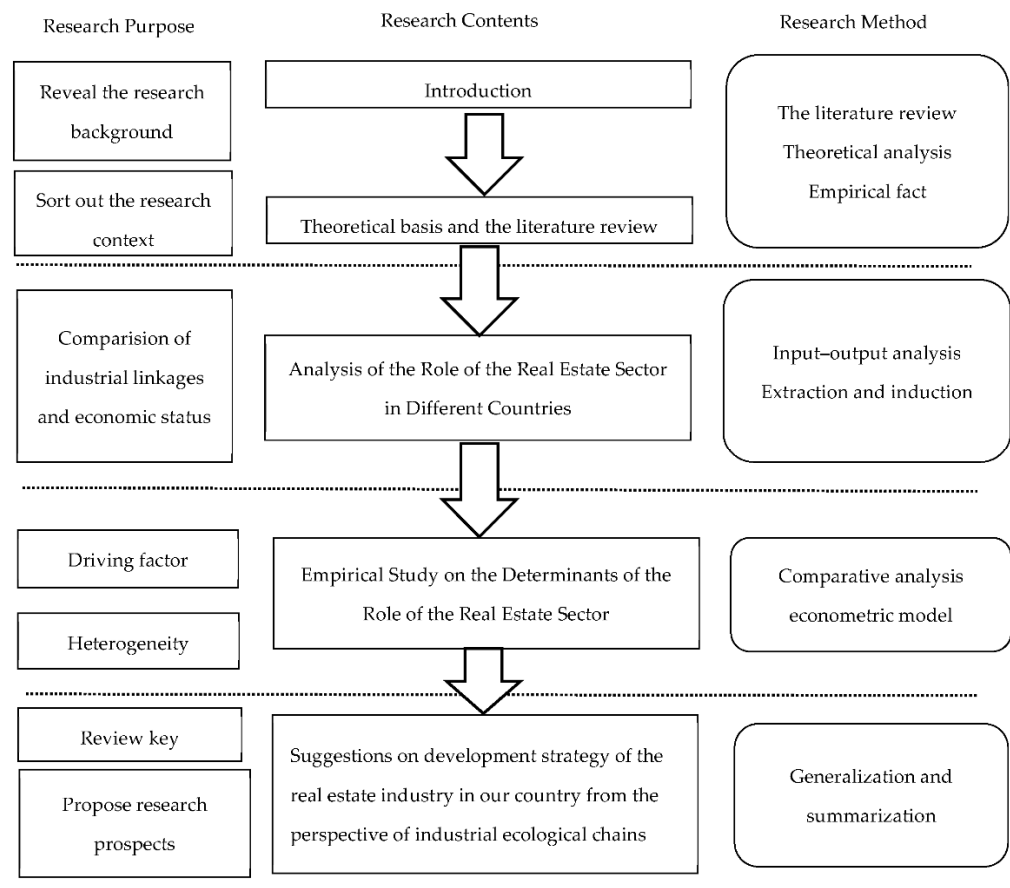 Research Purpose
Research Contents
Research Method
Reveal the research
background
Introduction
The literature review
Theoretical analysis
Empirical fact
Sort out the research
context
Theoretical basis and the literature review
Comparision of
industrial linkages
and economic status
Analysis of the Role of the Real Estate Sector
in Different Countries
Input–output analysis
Extraction and induction
Driving factor
Heterogeneity
Empirical Study on the Determinants of the
Role of the Real Estate Sector
Comparative analysis
econometric model
Review key
Propose research
prospects
Suggestions on development strategy of the
real estate industry in our country from the
perspective of industrial ecological chains
Generalization and
summarization